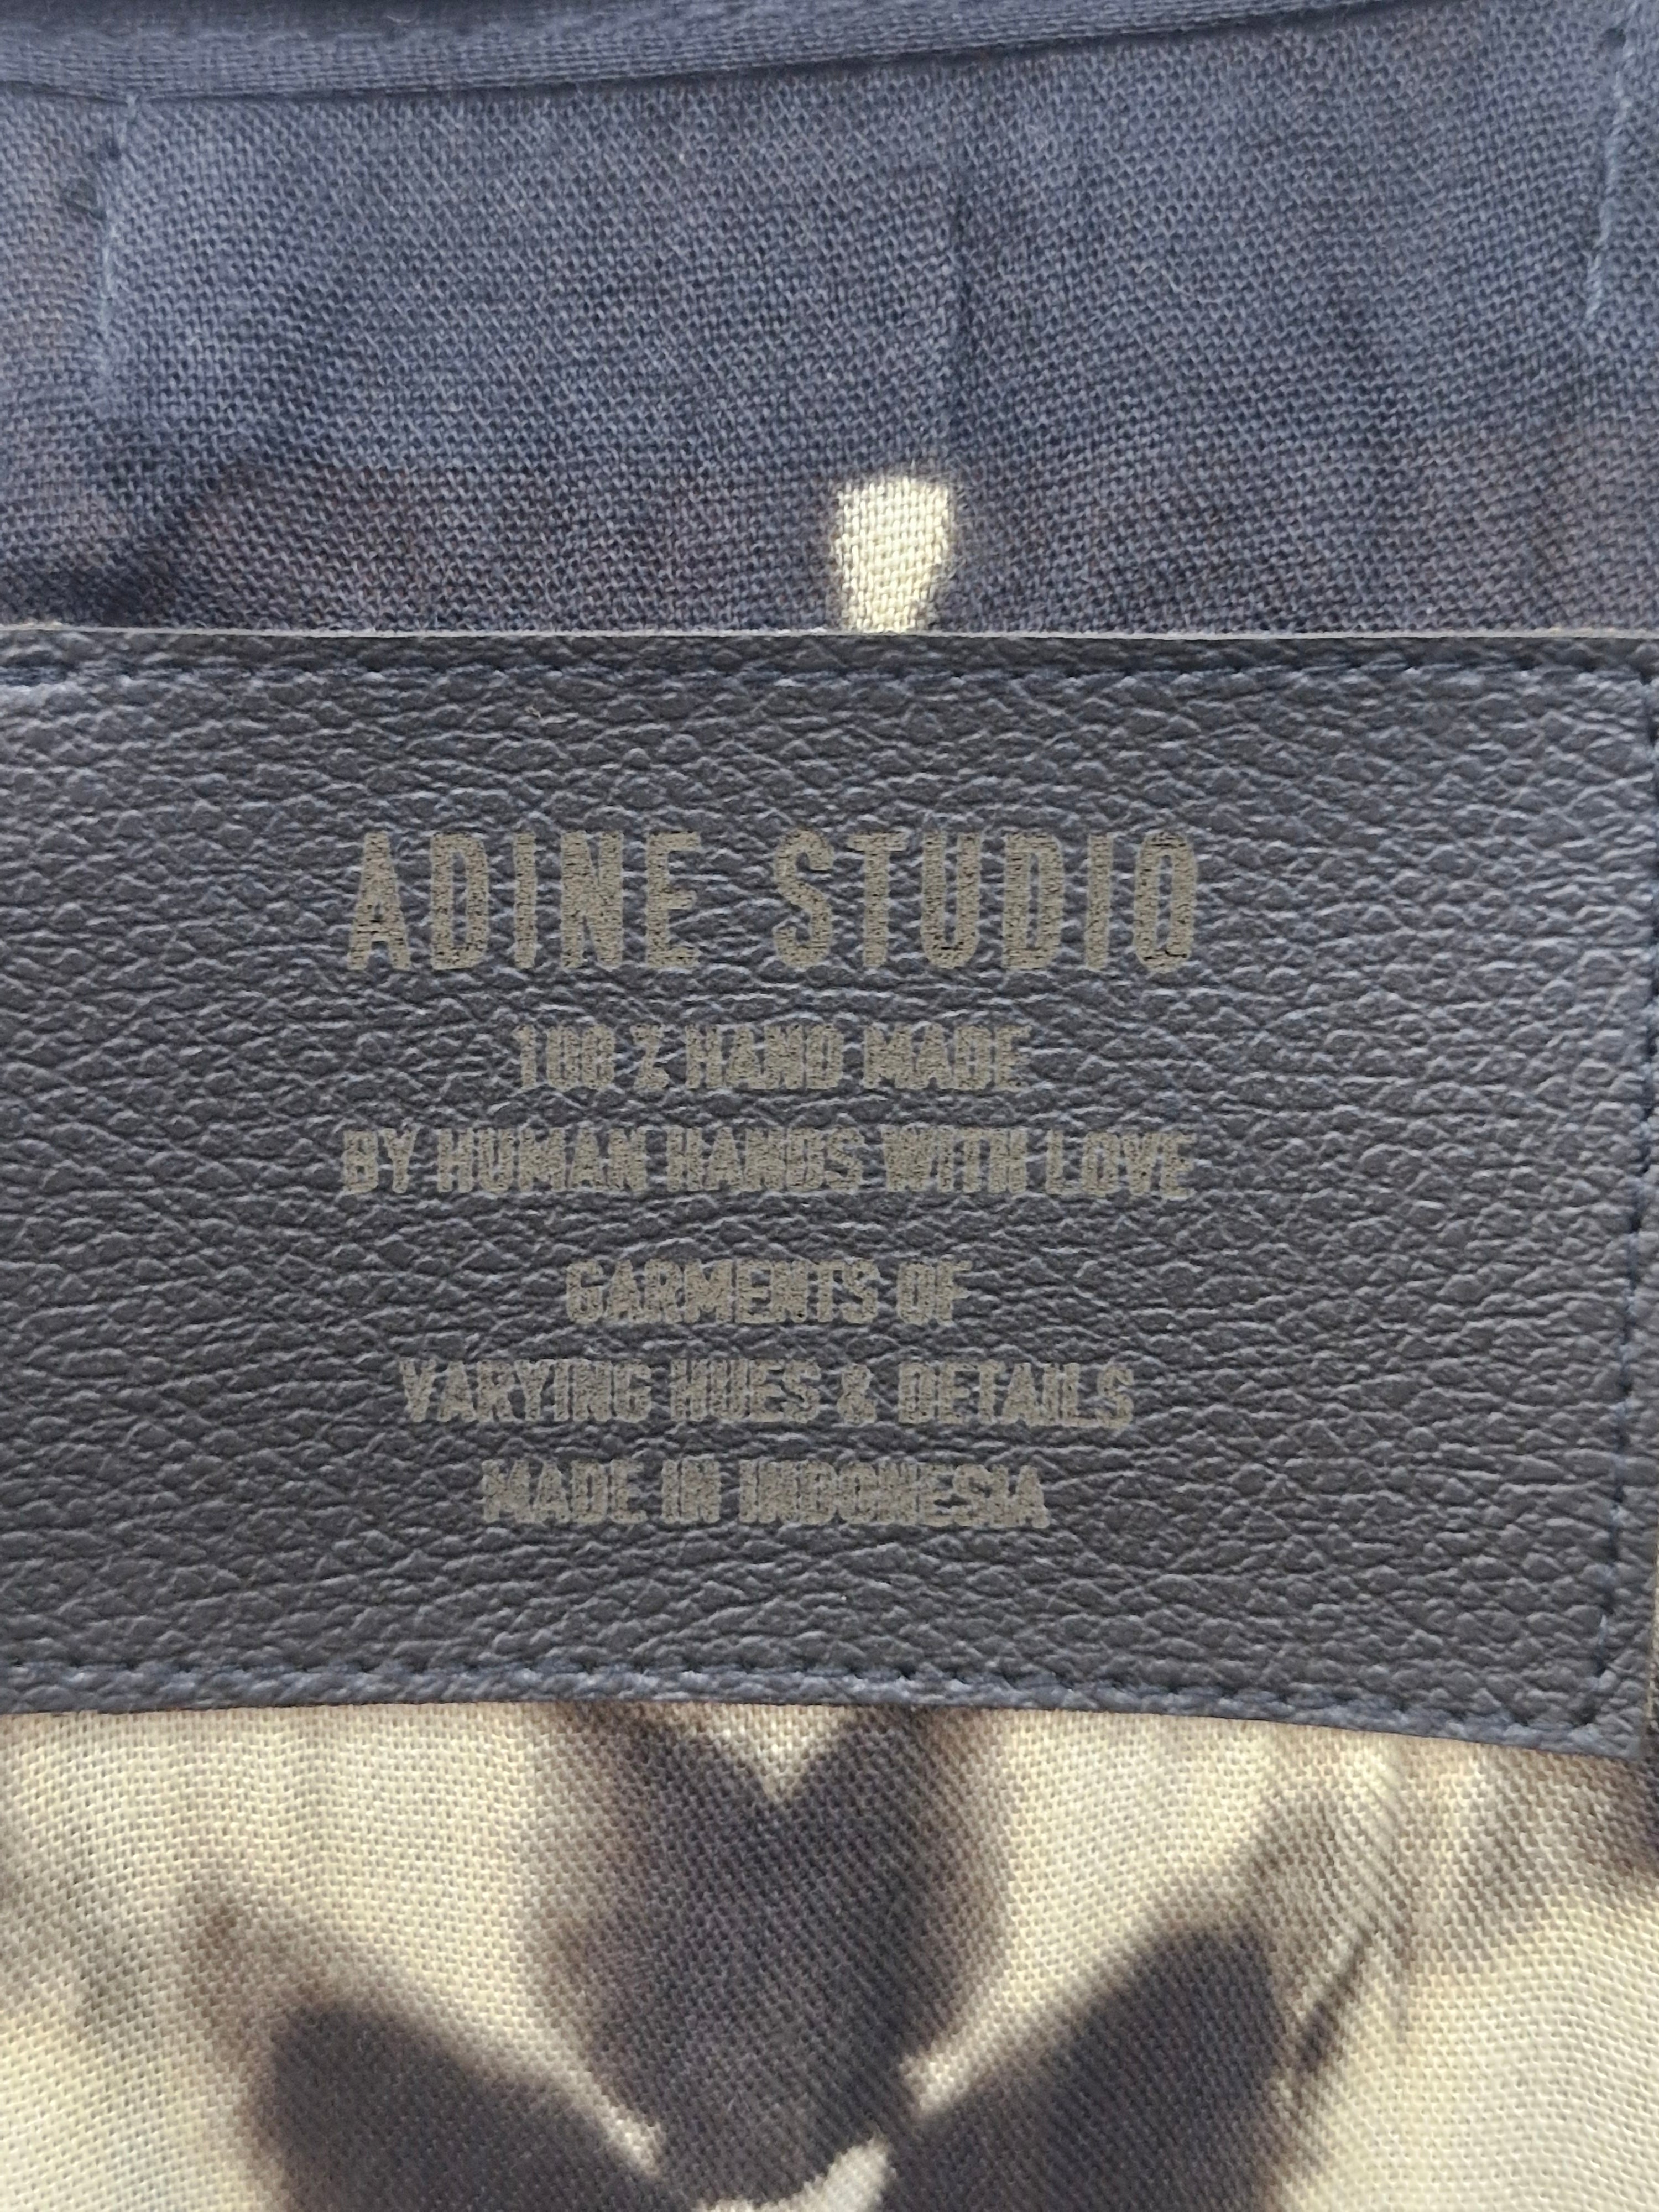 ADINE STUDIO
100 % HAND MADE
BY HUMAN HANDS WITH LOVE
GARMENTS OF
VARYING HUES & DETAILS
MADE IN INDONESIA